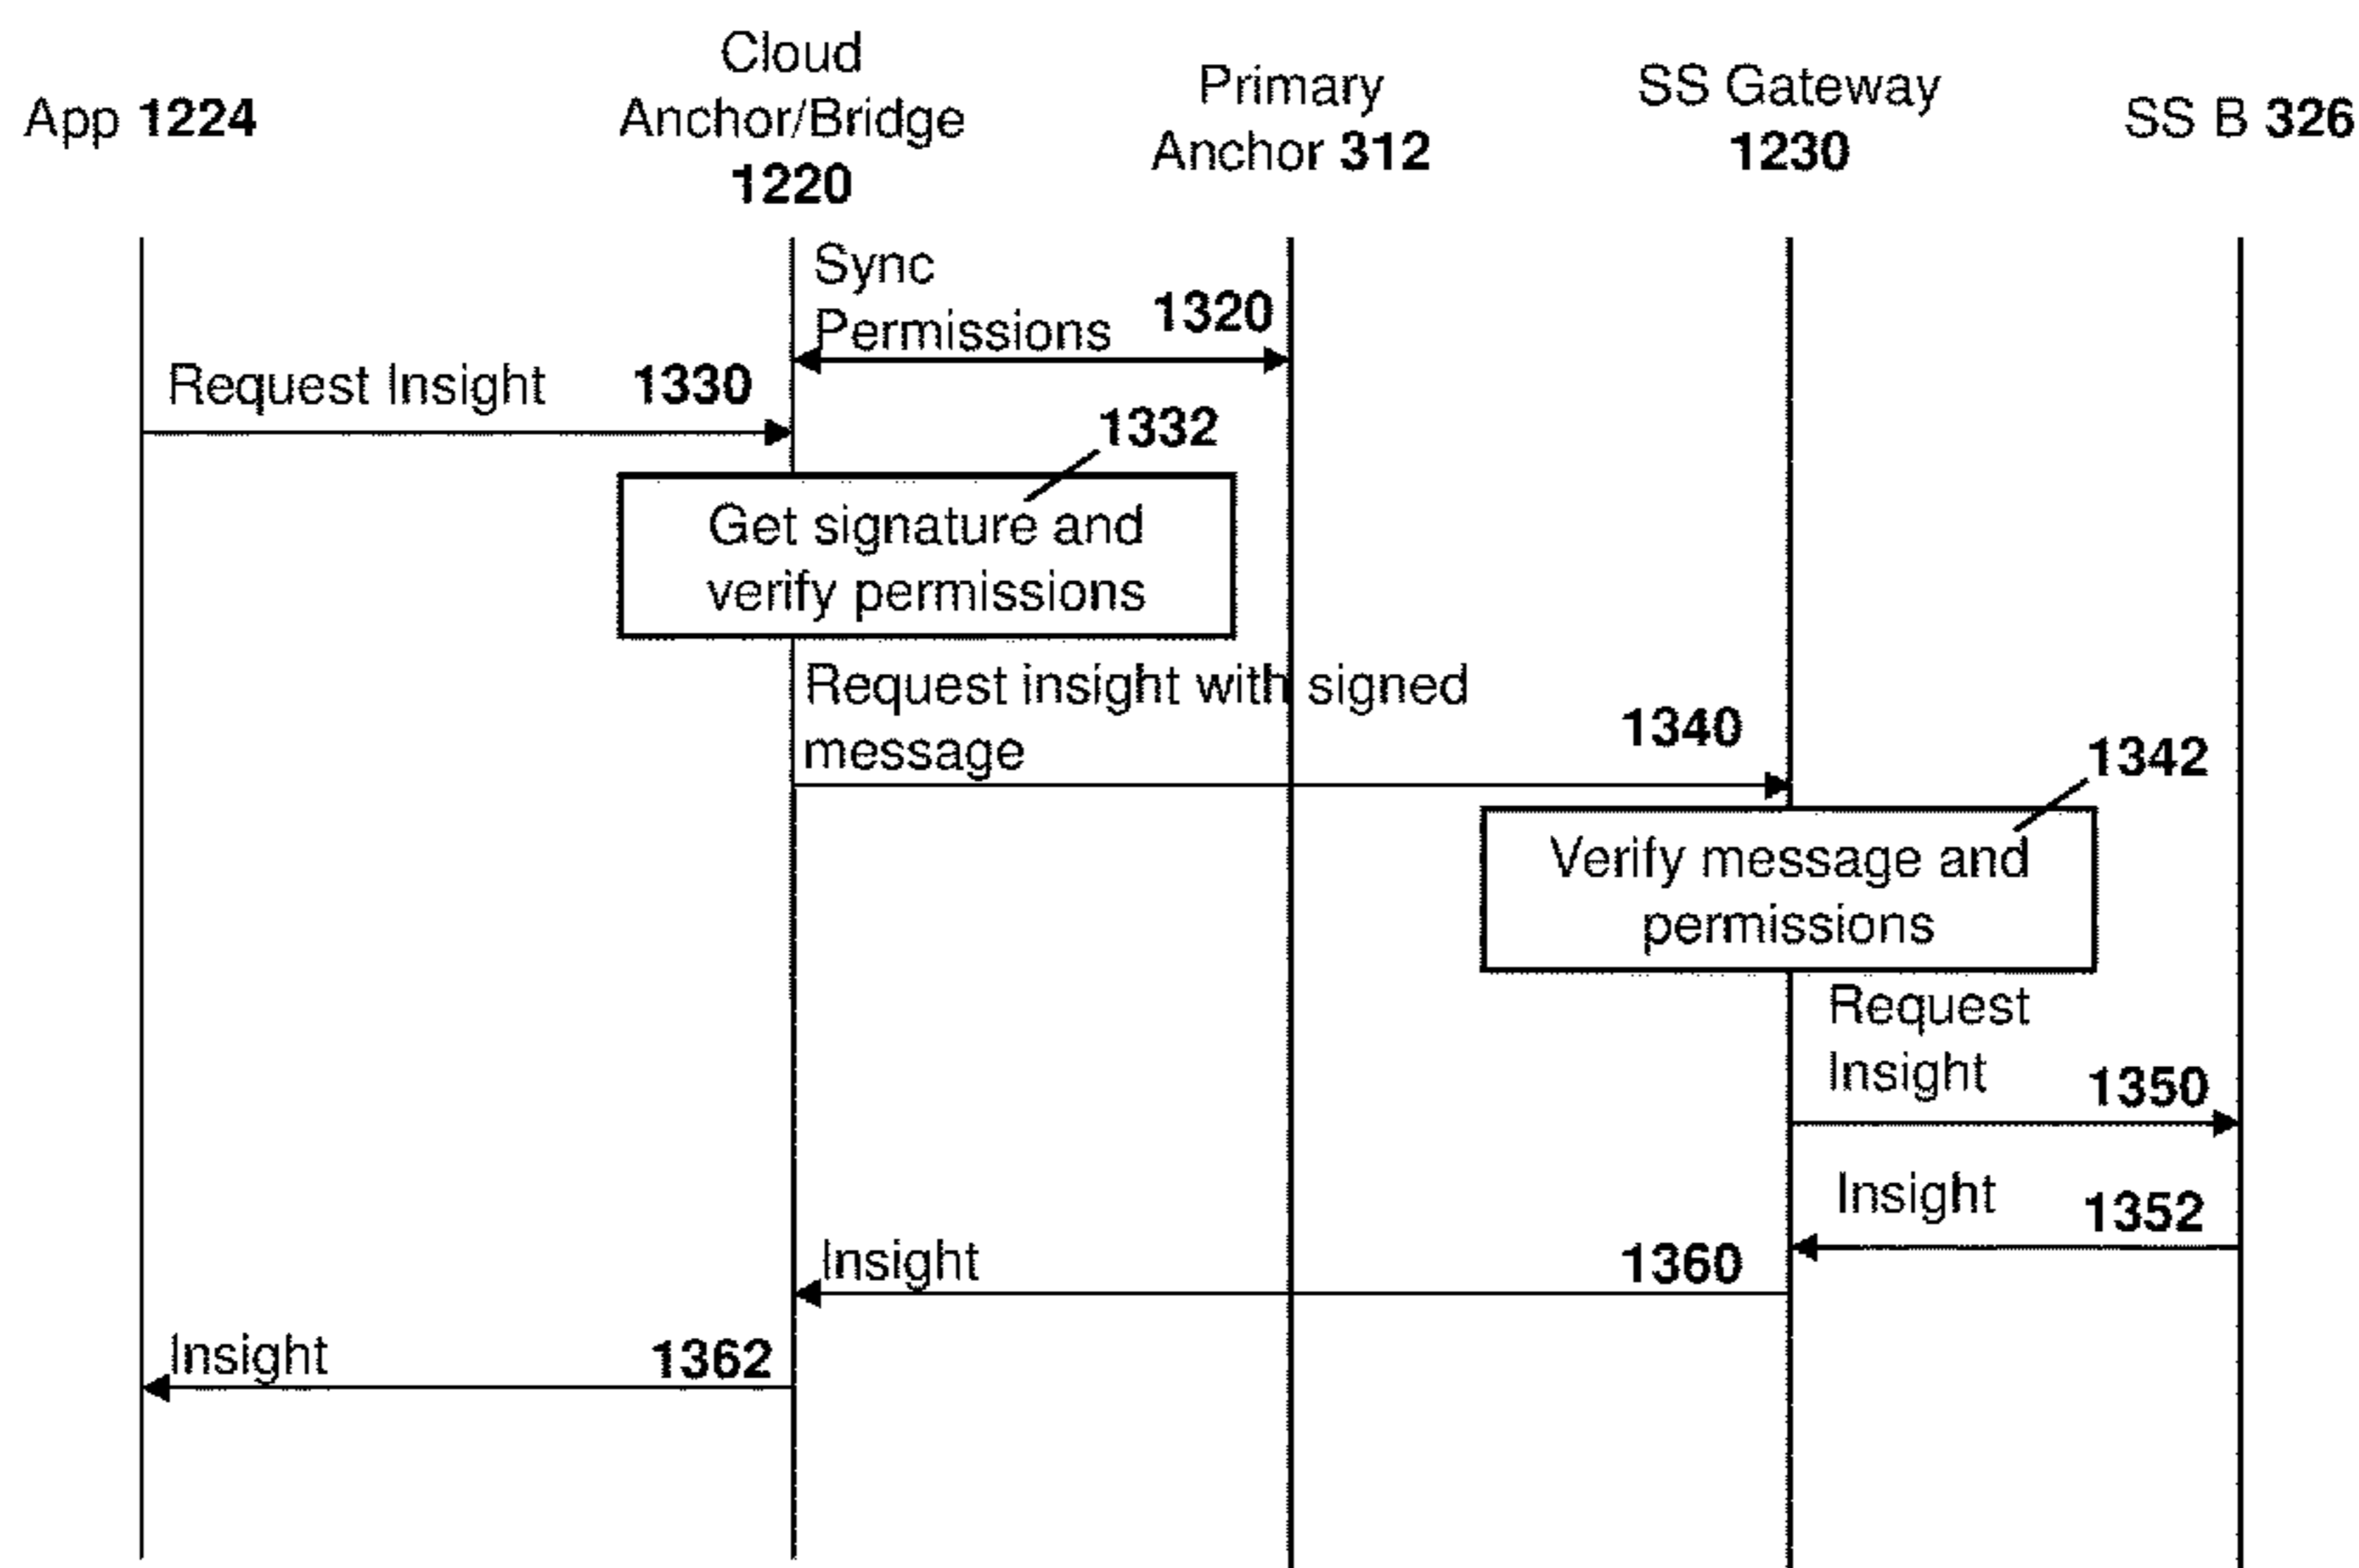 App 1224
Cloud
Anchor/Bridge
1220
Primary
Anchor 312
SS Gateway
1230
SS B 326
Sync
Permissions 1320
Request Insight 1330
1332
Get signature and
verify permissions
Request insight with signed
message
1340
1342
Verify message and
permissions
Request
Insight
1350
Insight 1352
Insight 1360
Insight 1362